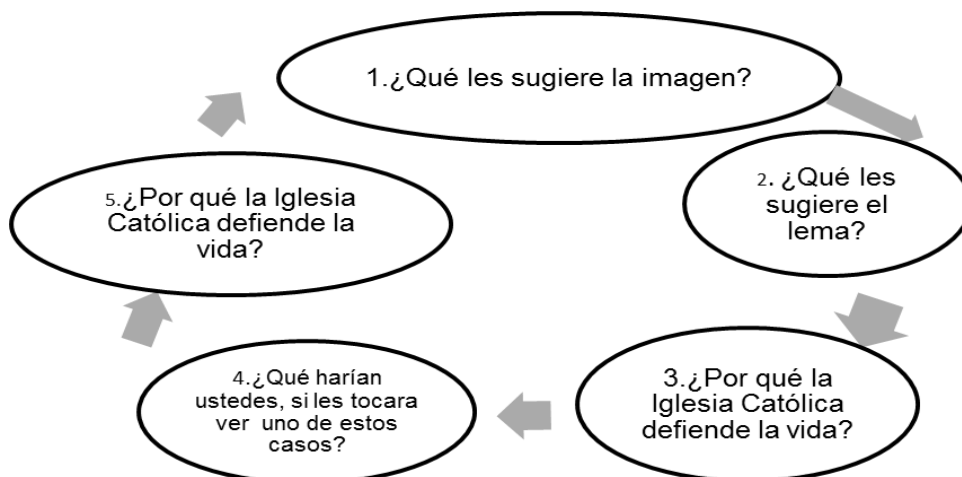 1.¿Qué les sugiere la imagen?
2. ¿Qué les
sugiere el
lema?
3.¿Por qué la
Iglesia Católica
defiende la vida?
4.¿Qué harían
ustedes, si les tocara
ver uno de estos
casos?
5.¿Por qué la Iglesia
Católica defiende la
vida?